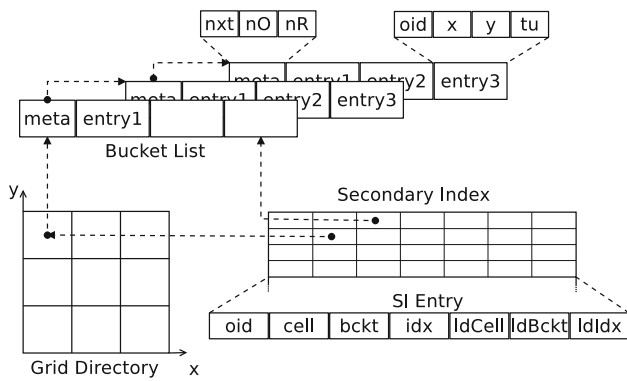 nxt nO nR
oid x y tu
meta entry1 entry2 entry3
meta entry1 entry2 entry3
meta entry1
Bucket List
y
Secondary Index
SI Entry
oid cell bckt idx ldCell ldBckt ldIdx
Grid Directory
x